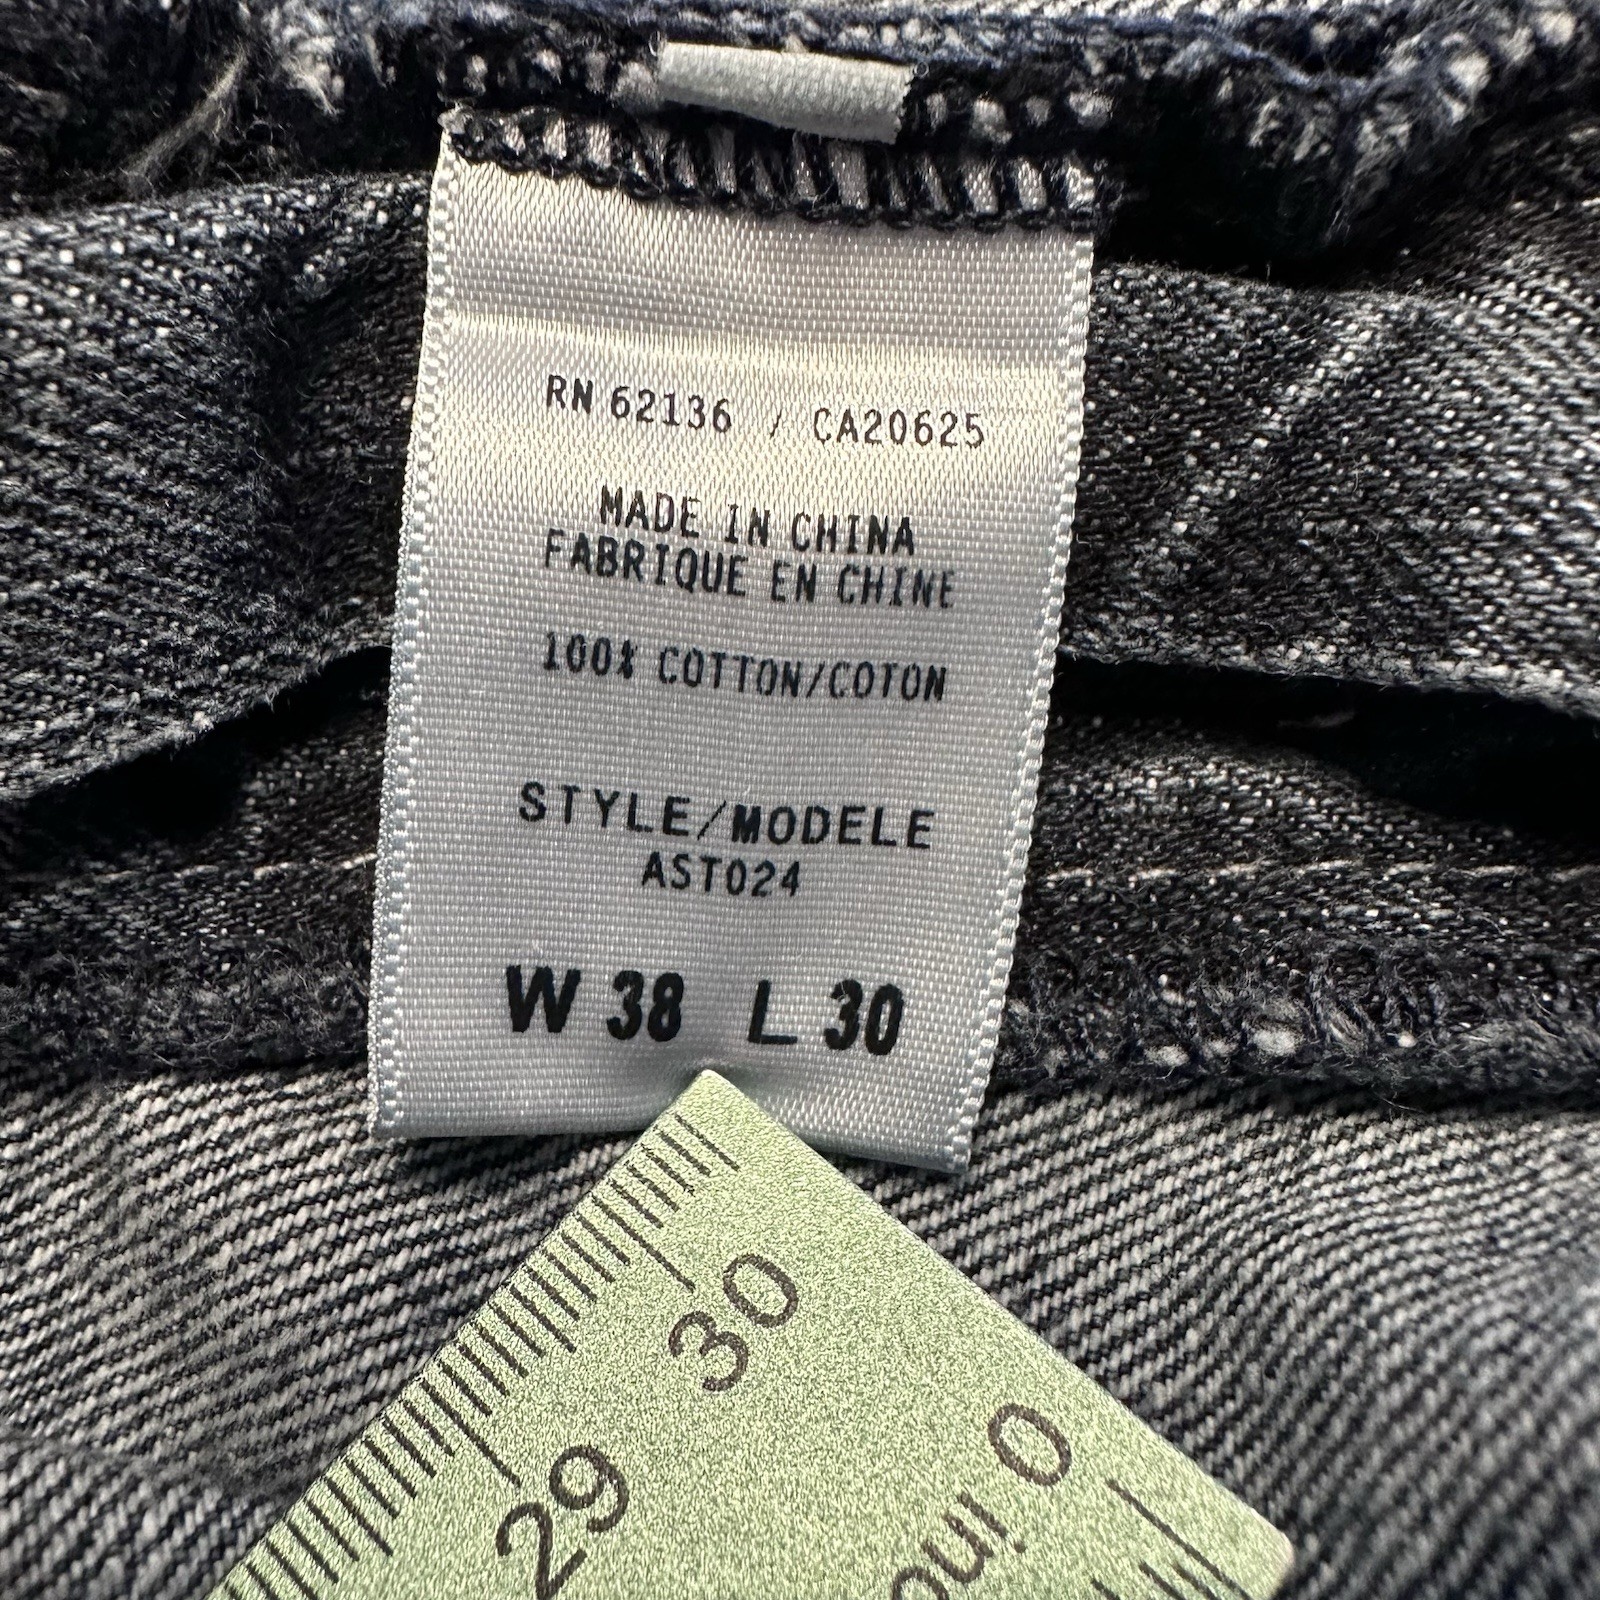 RN 62136 / CA20625
MADE IN CHINA
FABRIQUE EN CHINE
100% COTTON/COTON
STYLE/MODELE
AST024
W 38 L 30
30
29
0